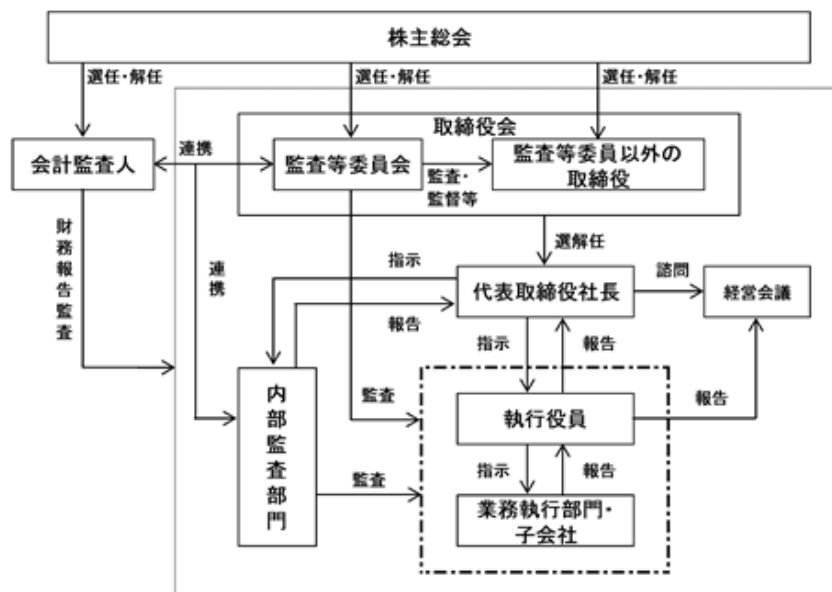 株主総会
選任・解任
選任・解任
選任・解任
取締役会
会計監査人
連携
監査等委員会
監査・
監督等
監査等委員以外の
取締役
財務報告監査
連携
選解任
指示
代表取締役社長
諮問
経営会議
報告
指示
報告
内部監査部門
監査
執行役員
報告
指示
報告
監査
業務執行部門・
子会社